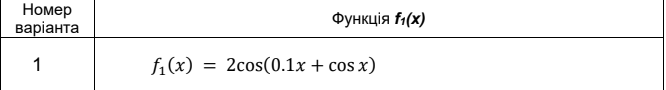 Номер
варіанта
Функція f₁(x)
1
f₁(x) = 2cos(0.1x + cos x)